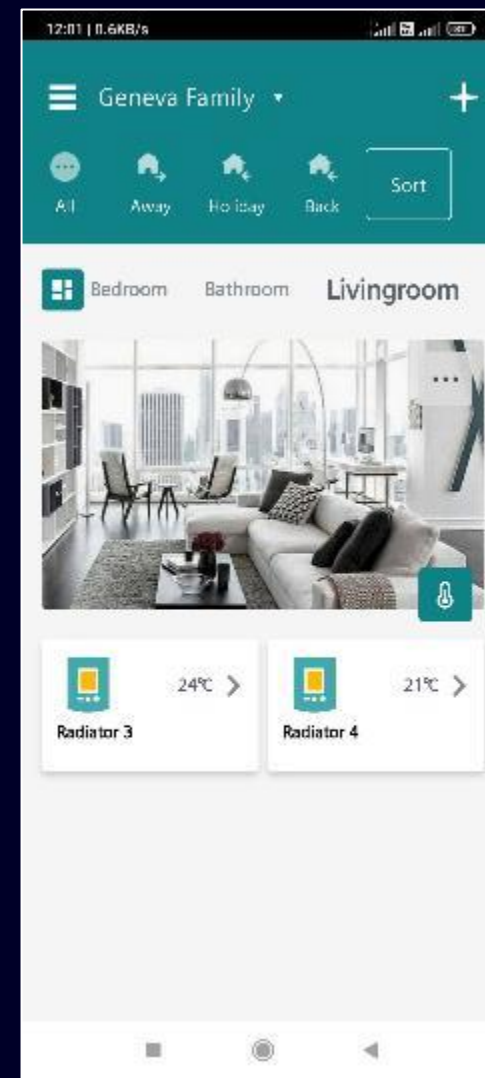 12:01 | 0.6KB/s
Geneva Family
All Away Holiday Back Sort
Bedroom Bathroom Livingroom
24℃ 21℃
Radiator 3 Radiator 4